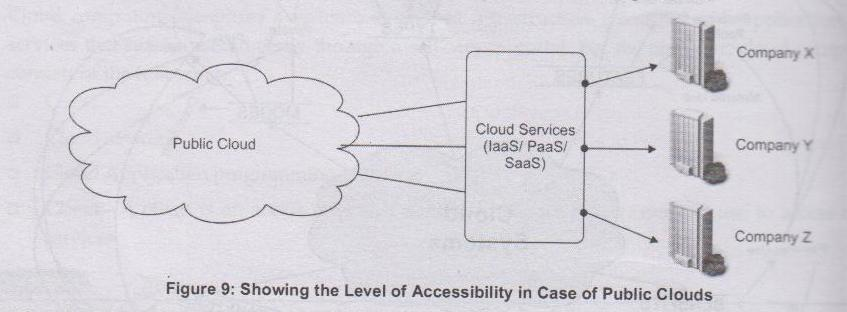 Public Cloud
Cloud Services
(IaaS/ PaaS/
SaaS)
Company X
Company Y
Company Z
Figure 9: Showing the Level of Accessibility in Case of Public Clouds